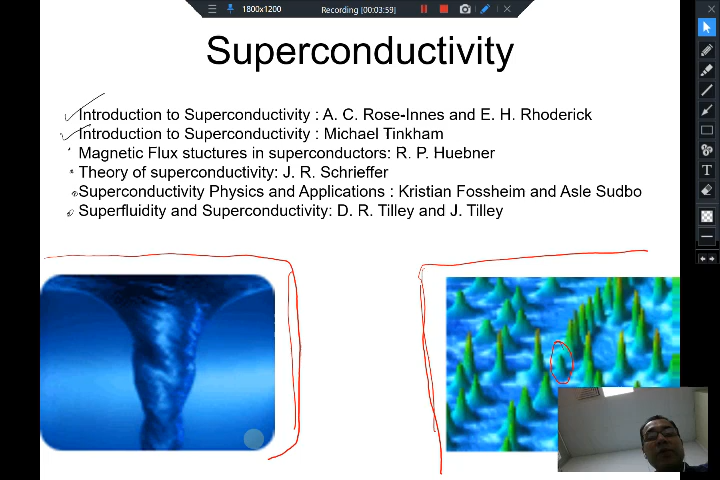 1800x1200
Recording [00:03:59]
Superconductivity
Introduction to Superconductivity : A. C. Rose-Innes and E. H. Rhoderick
Introduction to Superconductivity : Michael Tinkham
Magnetic Flux stuctures in superconductors: R. P. Huebner
Theory of superconductivity: J. R. Schrieffer
Superconductivity Physics and Applications : Kristian Fossheim and Asle Sudbo
Superfluidity and Superconductivity: D. R. Tilley and J. Tilley